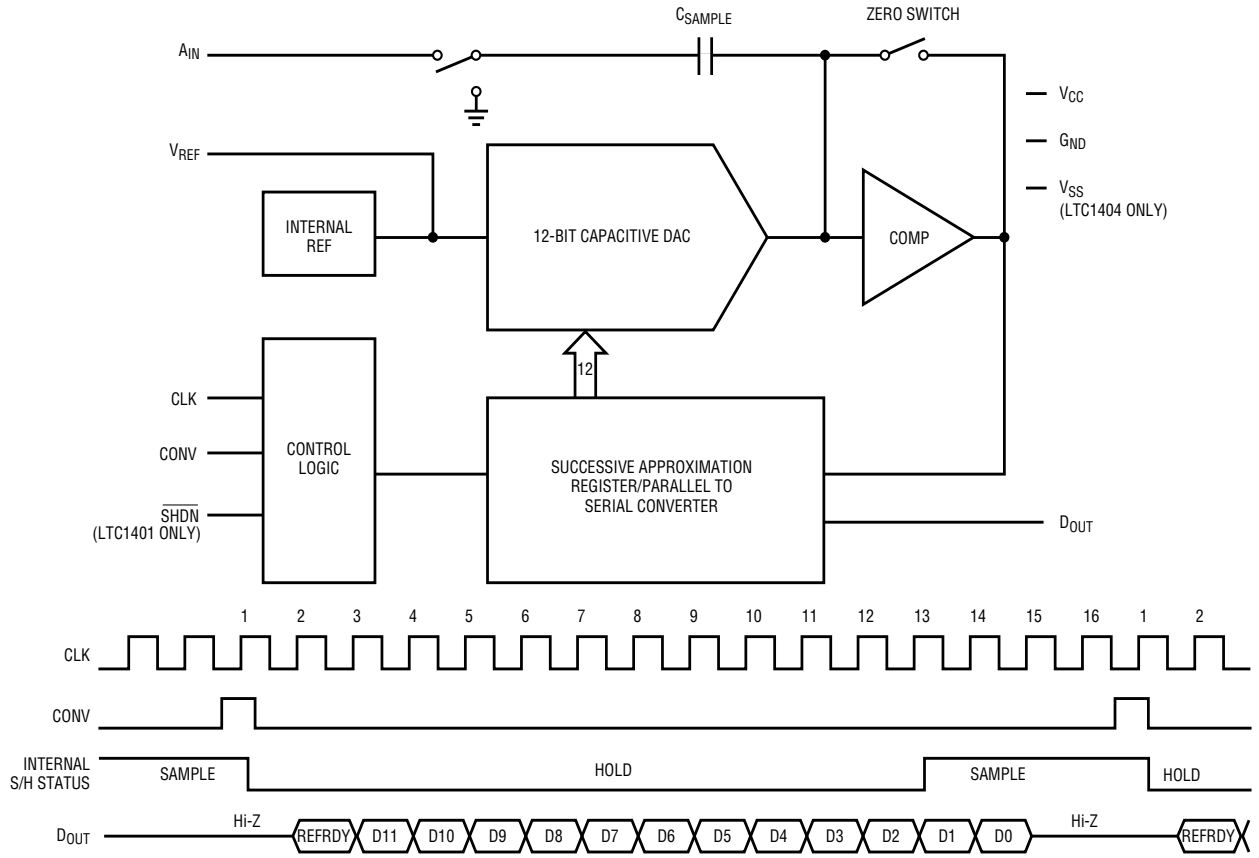 CSAMPLE
ZERO SWITCH
AIN
VCC
GND
VREF
VSS
(LTC1404 ONLY)
INTERNAL
REF
12-BIT CAPACITIVE DAC
COMP
12
CLK
CONV
SHDN
(LTC1401 ONLY)
CONTROL
LOGIC
SUCCESSIVE APPROXIMATION
REGISTER/PARALLEL TO
SERIAL CONVERTER
DOUT
1 2 3 4 5 6 7 8 9 10 11 12 13 14 15 16 1 2
CLK
CONV
INTERNAL
S/H STATUS
SAMPLE HOLD SAMPLE HOLD
DOUT
Hi-Z Hi-Z
REFRDY D11 D10 D9 D8 D7 D6 D5 D4 D3 D2 D1 D0 REFRDY